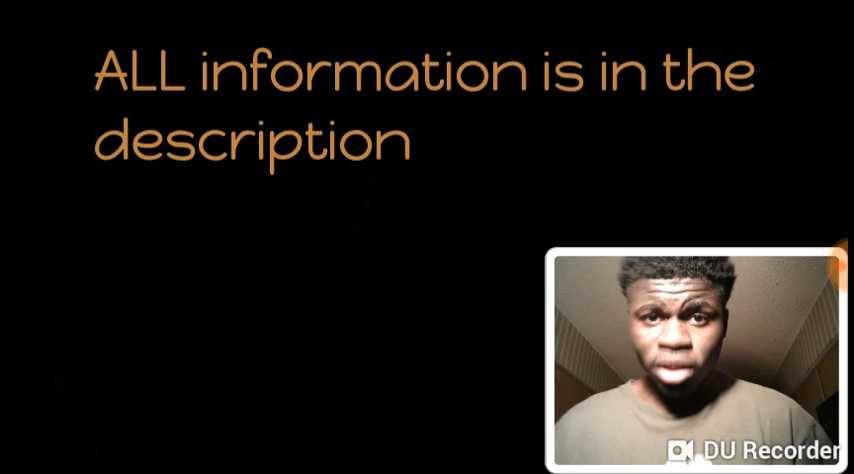 ALL information is in the
description
DU Recorder